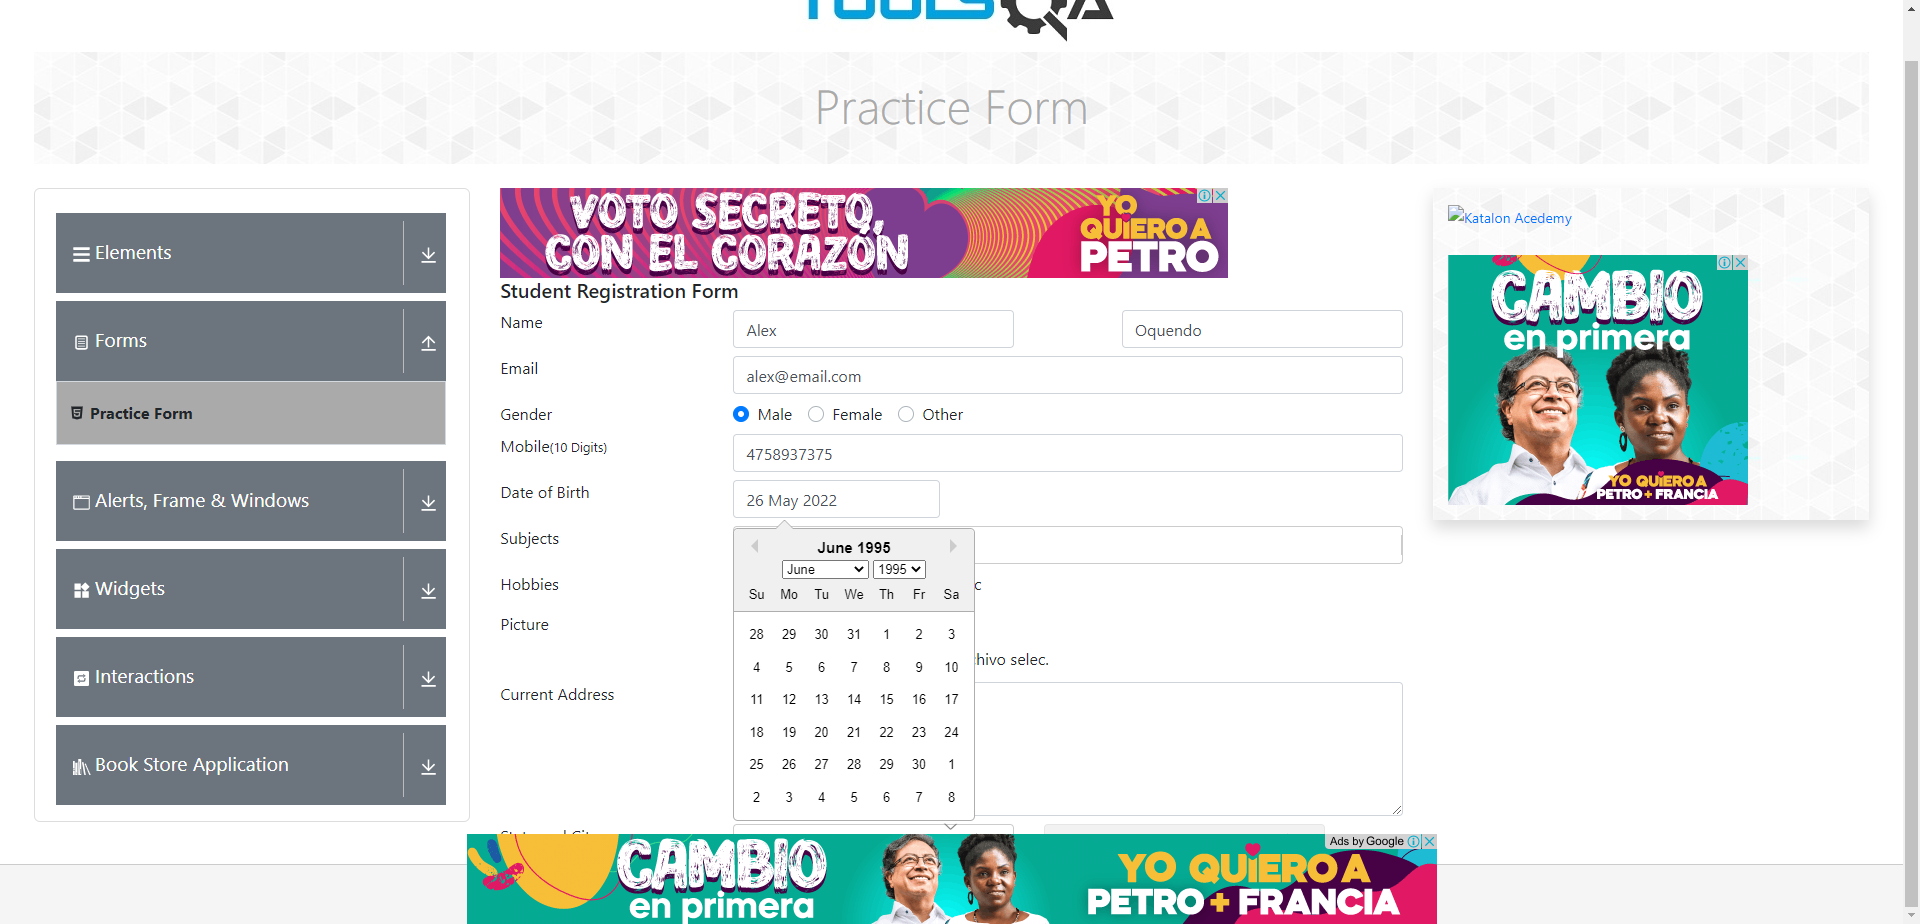 TOOLSQA
Practice Form
Elements
Forms
Practice Form
Alerts, Frame & Windows
Widgets
Interactions
Book Store Application
VOTO SECRETO,
CON EL CORAZÓN
YO
QUIERO A
PETRO
Student Registration Form
Name
Alex
Oquendo
Email
alex@email.com
Gender
Male
Female
Other
Mobile(10 Digits)
4758937375
Date of Birth
26 May 2022
Subjects
Hobbies
c
Picture
hivo selec.
Current Address
June 1995
June
1995
Su Mo Tu We Th Fr Sa
28 29 30 31 1 2 3
4 5 6 7 8 9 10
11 12 13 14 15 16 17
18 19 20 21 22 23 24
25 26 27 28 29 30 1
2 3 4 5 6 7 8
Katalon Acedemy
CAMBIO
en primera
YO QUIERO A
PETRO + FRANCIA
Ads by Google
CAMBIO
en primera
YO QUIERO A
PETRO + FRANCIA